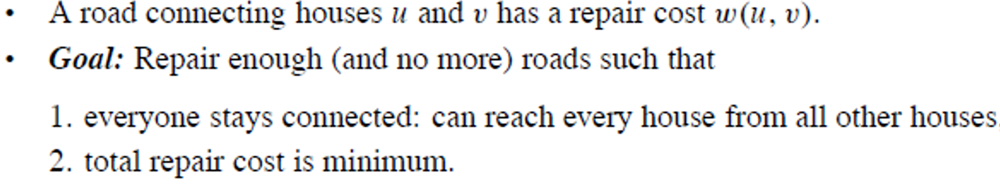 • A road connecting houses u and v has a repair cost w(u, v).
• Goal: Repair enough (and no more) roads such that
1. everyone stays connected: can reach every house from all other houses,
2. total repair cost is minimum.